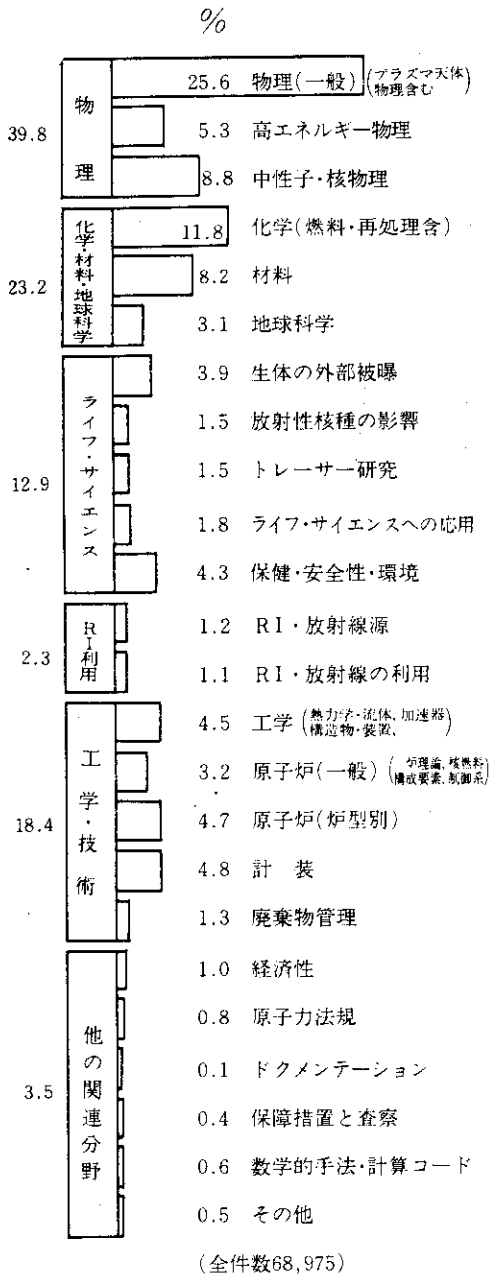 %
物理
39.8
25.6 物理(一般) (プラズマ天体物理含む)
5.3 高エネルギー物理
8.8 中性子・核物理
化学・材料・地球科学
23.2
11.8 化学(燃料・再処理含)
8.2 材料
3.1 地球科学
ライフ・サイエンス
12.9
3.9 生体の外部被曝
1.5 放射性核種の影響
1.5 トレーサー研究
1.8 ライフ・サイエンスへの応用
4.3 保健・安全性・環境
RI利用
2.3
1.2 RI・放射線源
1.1 RI・放射線の利用
工学・技術
18.4
4.5 工学 (熱力学・流体, 加速器 構造物・装置,)
3.2 原子炉(一般) (炉理論, 核燃料 構成要素, 制御系)
4.7 原子炉(炉型別)
4.8 計装
1.3 廃棄物管理
他の関連分野
3.5
1.0 経済性
0.8 原子力法規
0.1 ドクメンテーション
0.4 保障措置と査察
0.6 数学的手法・計算コード
0.5 その他
(全件数68,975)